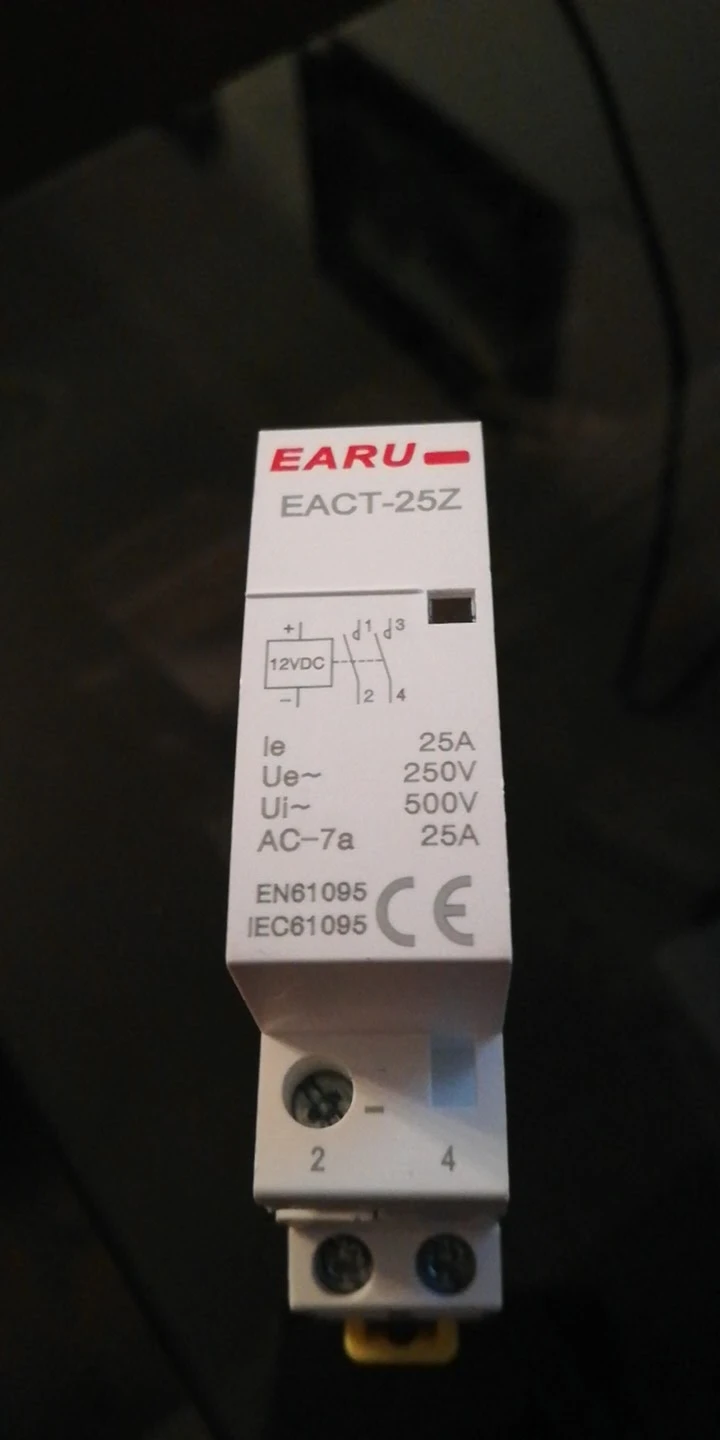 EARU
EACT-25Z
+ 1 3
12VDC
− 2 4
Ie 25A
Ue~ 250V
Ui~ 500V
AC-7a 25A
EN61095
IEC61095 CE
−
2 4